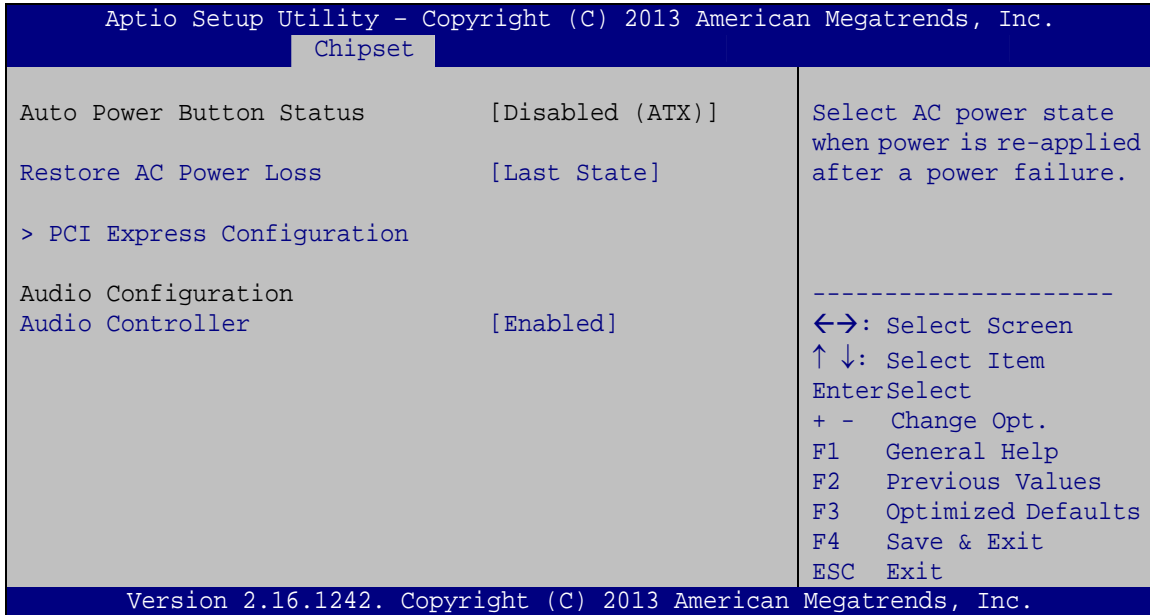 Aptio Setup Utility – Copyright (C) 2013 American Megatrends, Inc.
Chipset
Auto Power Button Status [Disabled (ATX)]
Restore AC Power Loss [Last State]
> PCI Express Configuration
Audio Configuration
Audio Controller [Enabled]
Select AC power state
when power is re-applied
after a power failure.
---------------------
←→: Select Screen
↑ ↓: Select Item
EnterSelect
+ - Change Opt.
F1 General Help
F2 Previous Values
F3 Optimized Defaults
F4 Save & Exit
ESC Exit
Version 2.16.1242. Copyright (C) 2013 American Megatrends, Inc.